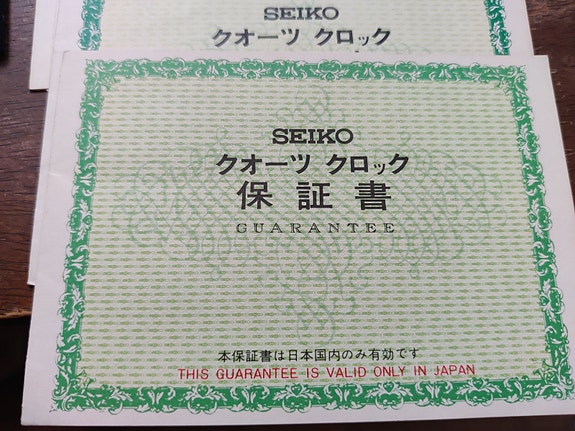 SEIKO
クオーツ クロック
SEIKO
クオーツ クロック
保証書
GUARANTEE
本保証書は日本国内のみ有効です
THIS GUARANTEE IS VALID ONLY IN JAPAN